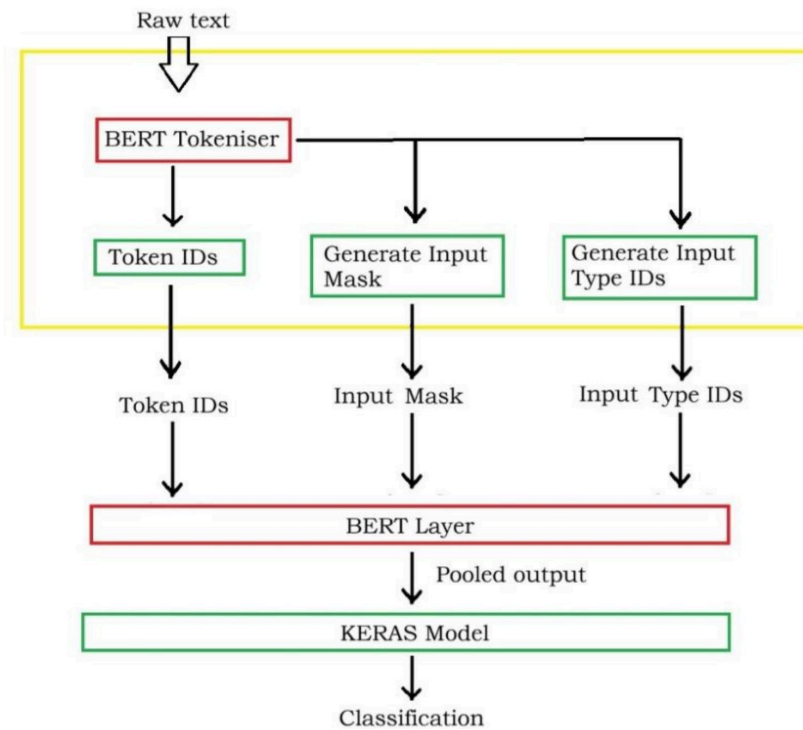 Raw text
BERT Tokeniser
Token IDs
Generate Input
Mask
Generate Input
Type IDs
Token IDs
Input Mask
Input Type IDs
BERT Layer
Pooled output
KERAS Model
Classification